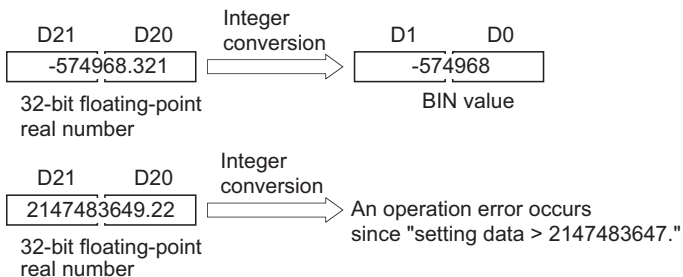 Integer
conversion
D21 D20 D1 D0
-574968.321 -574968
32-bit floating-point
real number
BIN value
Integer
conversion
D21 D20
2147483649.22
An operation error occurs
since "setting data > 2147483647."
32-bit floating-point
real number